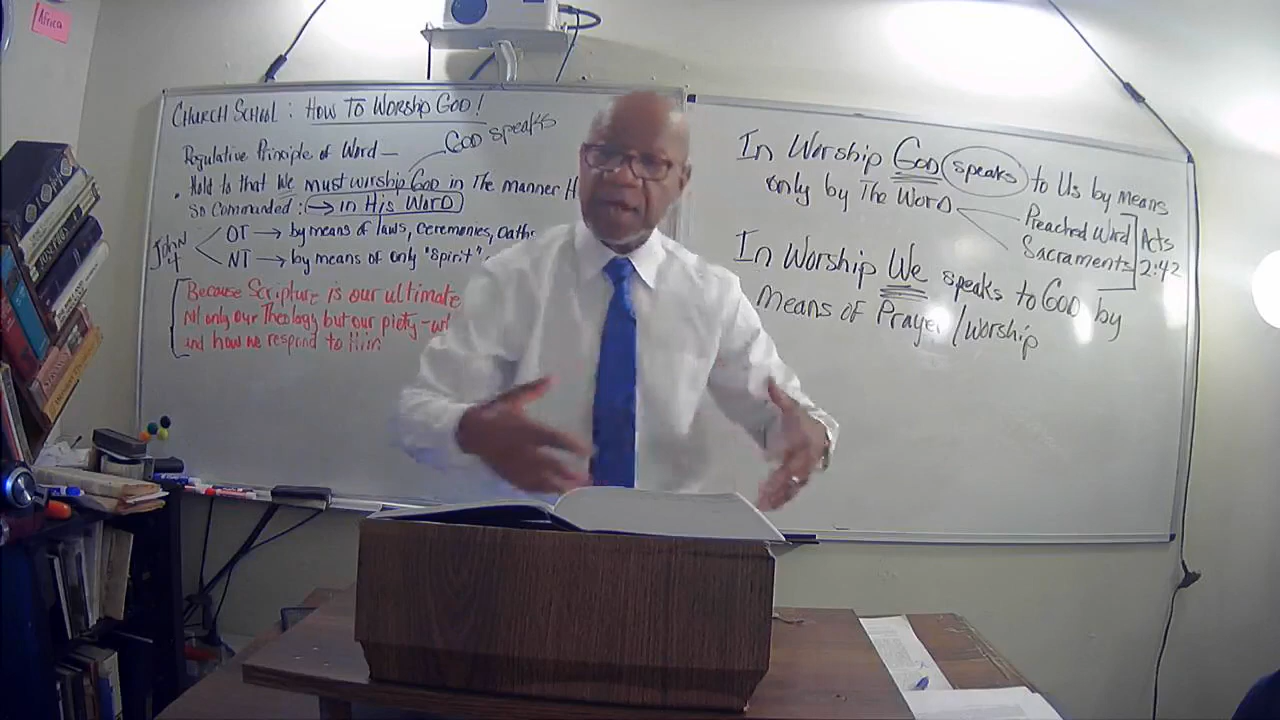 Africa
CHURCH SCHOOL: HOW TO WORSHIP GOD!
GOD speaks
Regulative Principle of Word —
• Hold to that We must worship God in The manner H
So Commanded: → in His WORD
John 4
OT → by means of laws, ceremonies, oaths
NT → by means of only "Spirit"
Because Scripture is our ultimate
not only our Theology but our piety -
and how we respond to Him
In Worship GOD speaks to Us by means
only by The WORD
Preached Word
Sacraments
Acts
2:42
In Worship We speaks to GOD by
means of Prayer / worship